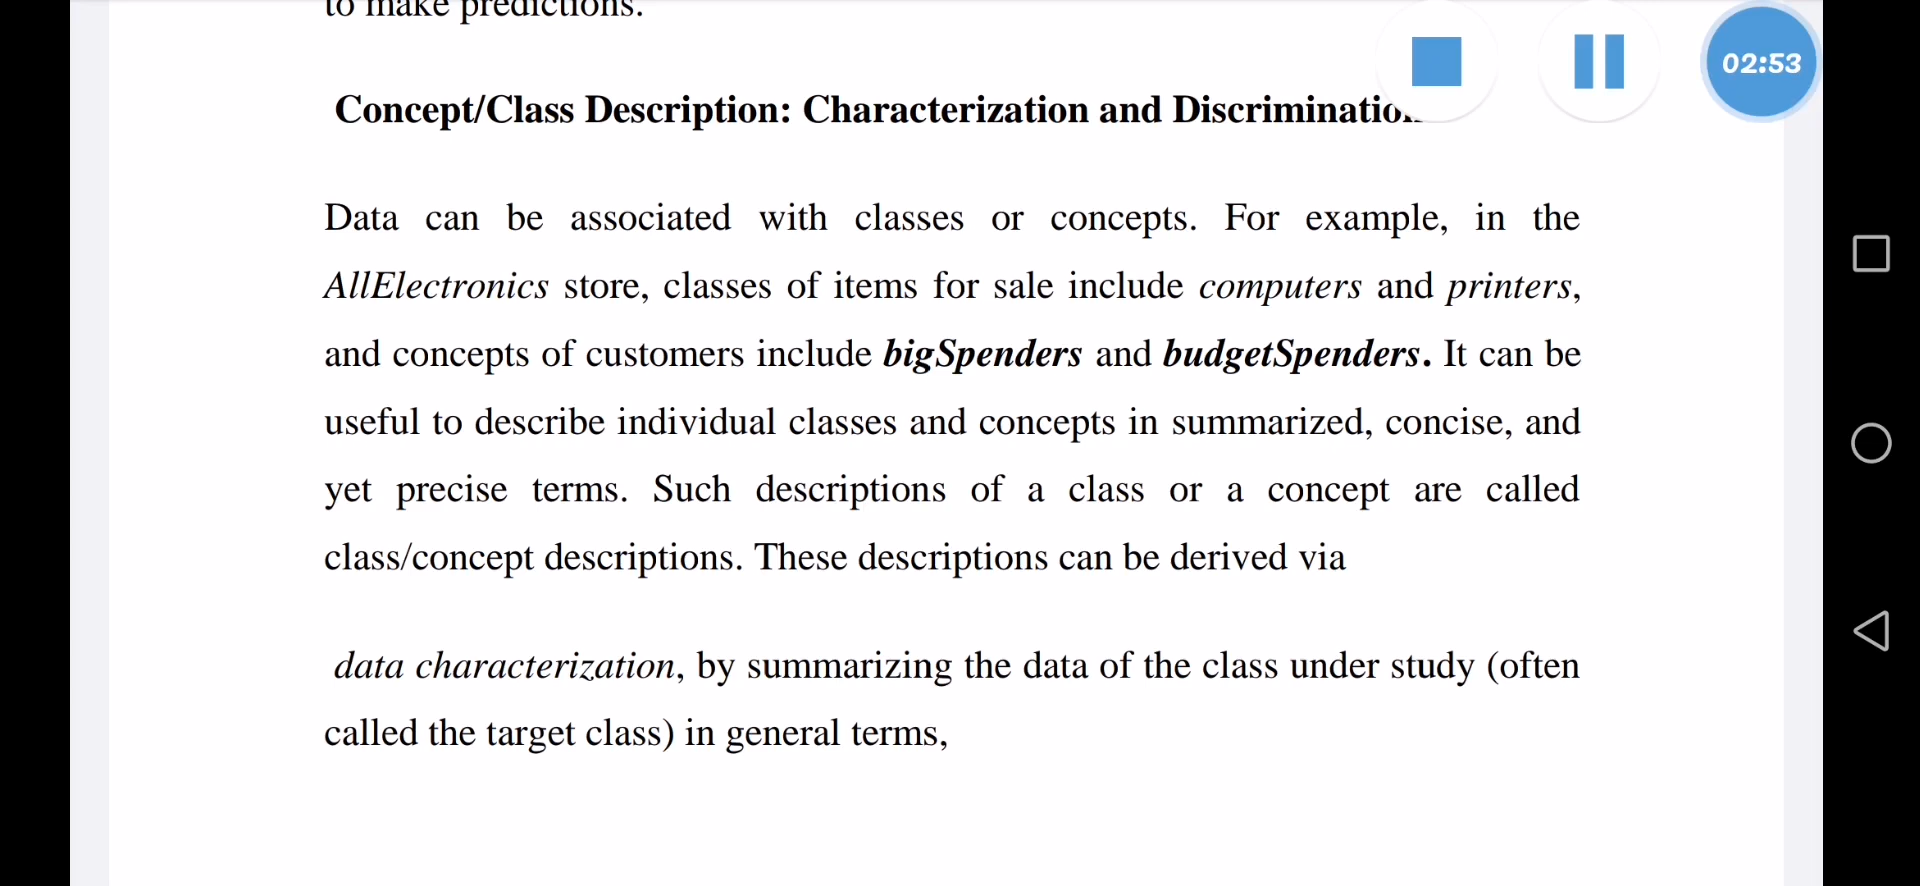 to make predictions.
02:53
Concept/Class Description: Characterization and
Data can be associated with classes or concepts. For example, in the
AllElectronics store, classes of items for sale include computers and printers,
and concepts of customers include bigSpenders and budgetSpenders. It can be
useful to describe individual classes and concepts in summarized, concise, and
yet precise terms. Such descriptions of a class or a concept are called
class/concept descriptions. These descriptions can be derived via
data characterization, by summarizing the data of the class under study (often
called the target class) in general terms,